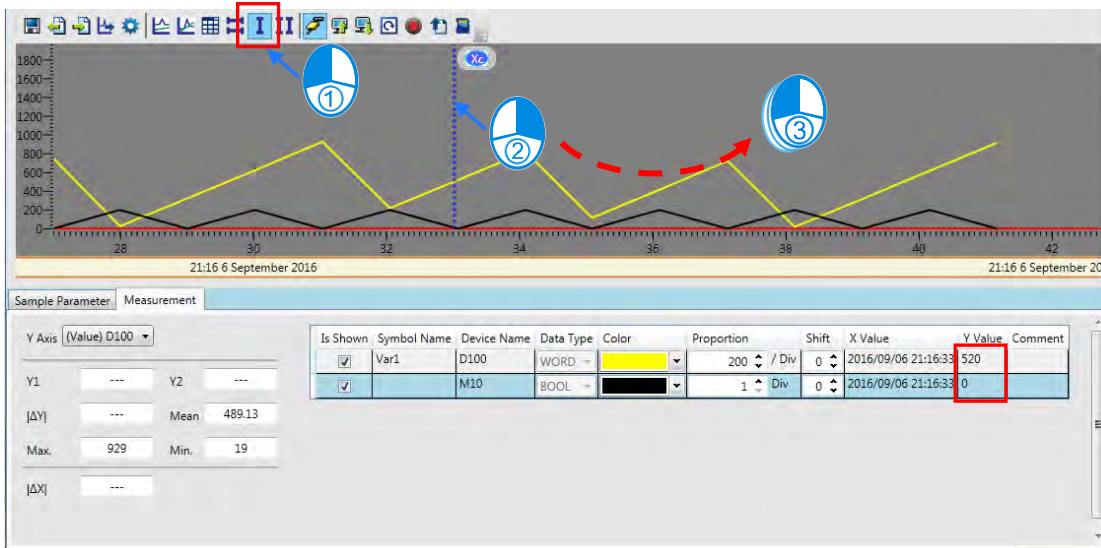 Xc
①
②
③
1800
1600
1400
1200
1000
800
600
400
200
0
28 30 32 34 36 38 40 42
21:16 6 September 2016 21:16 6 September 20
Sample Parameter Measurement
Y Axis (Value) D100
Y1 --- Y2 ---
|ΔY| --- Mean 489.13
Max. 929 Min. 19
|ΔX| ---
Is Shown Symbol Name Device Name Data Type Color Proportion Shift X Value Y Value Comment
Var1 D100 WORD 200 / Div 0 2016/09/06 21:16:33 520
M10 BOOL 1 Div 0 2016/09/06 21:16:33 0